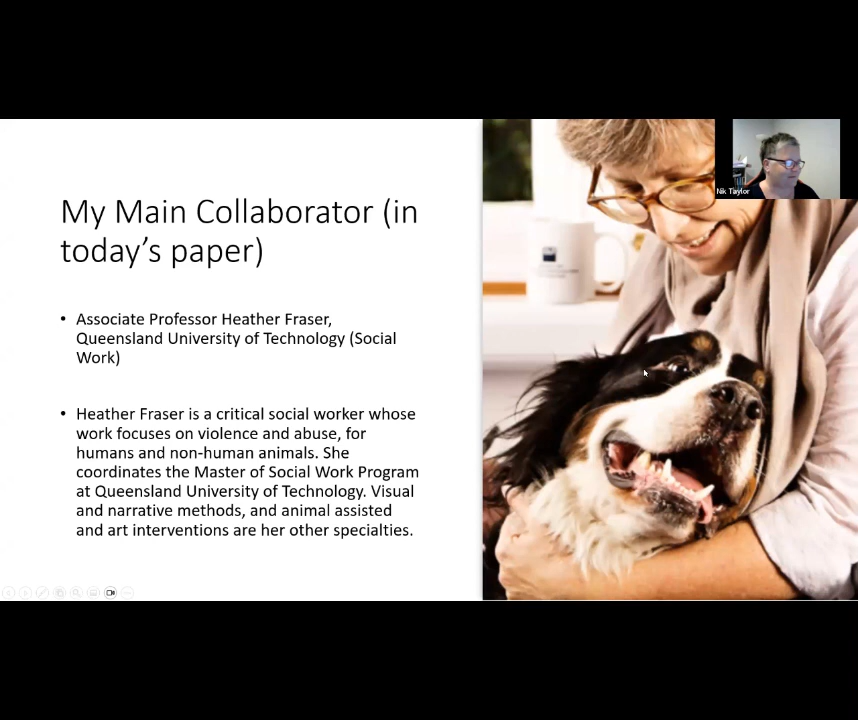 Nik Taylor
My Main Collaborator (in
today’s paper)
• Associate Professor Heather Fraser,
Queensland University of Technology (Social
Work)
• Heather Fraser is a critical social worker whose
work focuses on violence and abuse, for
humans and non-human animals. She
coordinates the Master of Social Work Program
at Queensland University of Technology. Visual
and narrative methods, and animal assisted
and art interventions are her other specialties.